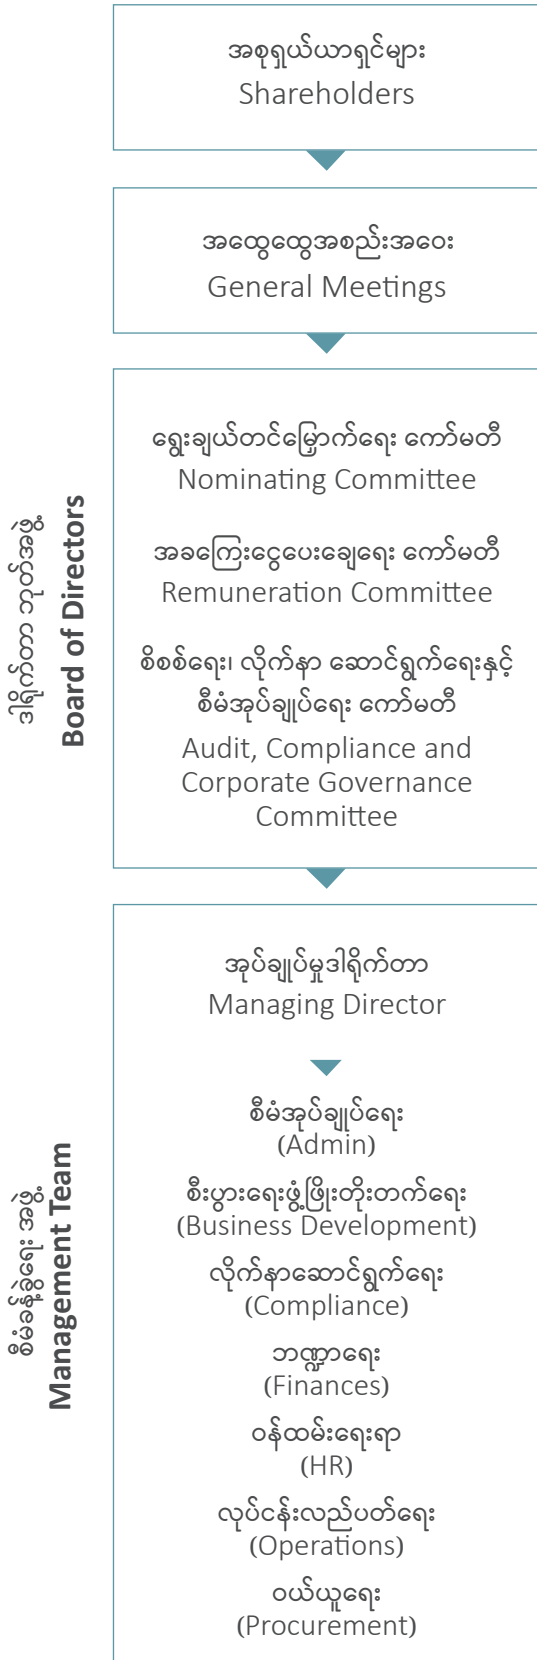 အစုရှယ်ယာရှင်များ
Shareholders
အထွေထွေအစည်းအဝေး
General Meetings
ဒါရိုက်တာ ဘုတ်အဖွဲ့
Board of Directors
ရွေးချယ်တင်မြှောက်ရေး ကော်မတီ
Nominating Committee
အခကြေးငွေပေးချေရေး ကော်မတီ
Remuneration Committee
စိစစ်ရေး၊ လိုက်နာ ဆောင်ရွက်ရေးနှင့်
စီမံအုပ်ချုပ်ရေး ကော်မတီ
Audit, Compliance and
Corporate Governance
Committee
စီမံခန့်ခွဲရေး အဖွဲ့
Management Team
အုပ်ချုပ်မှုဒါရိုက်တာ
Managing Director
စီမံအုပ်ချုပ်ရေး
(Admin)
စီးပွားရေးဖွံ့ဖြိုးတိုးတက်ရေး
(Business Development)
လိုက်နာဆောင်ရွက်ရေး
(Compliance)
ဘဏ္ဍာရေး
(Finances)
ဝန်ထမ်းရေးရာ
(HR)
လုပ်ငန်းလည်ပတ်ရေး
(Operations)
ဝယ်ယူရေး
(Procurement)